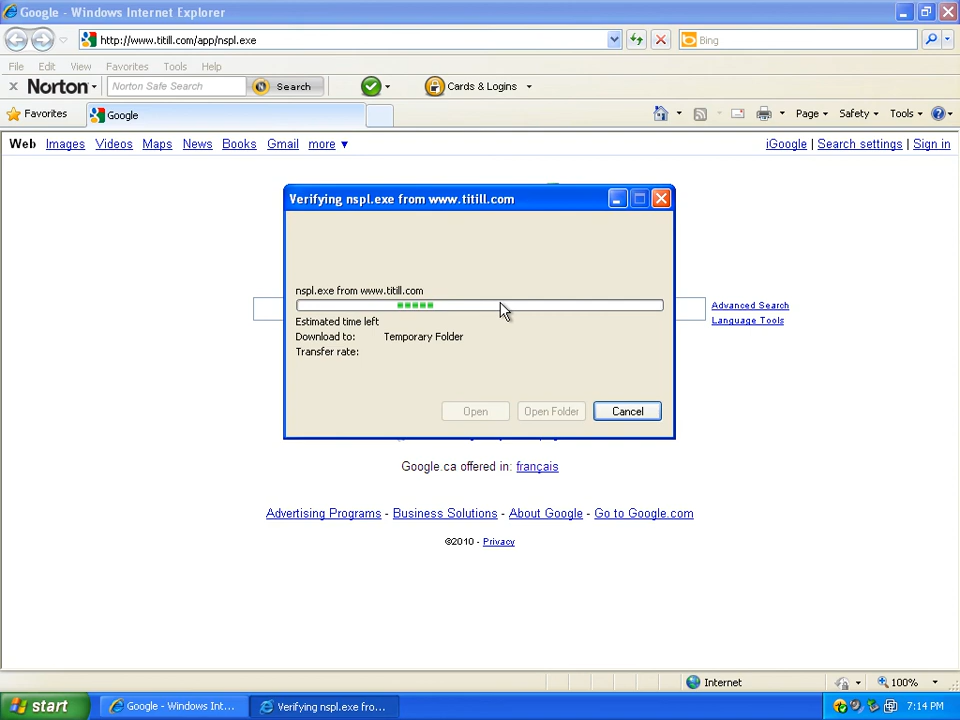 Google - Windows Internet Explorer
http://www.titill.com/app/nspl.exe
Bing
File Edit View Favorites Tools Help
x Norton Norton Safe Search Search Cards & Logins
Favorites Google Page Safety Tools
Web Images Videos Maps News Books Gmail more ▼ iGoogle | Search settings | Sign in
Verifying nspl.exe from www.titill.com
nspl.exe from www.titill.com
Advanced Search
Language Tools
Estimated time left
Download to: Temporary Folder
Transfer rate:
Open Open Folder Cancel
Google.ca offered in: français
Advertising Programs - Business Solutions - About Google - Go to Google.com
©2010 - Privacy
Internet 100%
start Google - Windows Int... Verifying nspl.exe fro... 7:14 PM